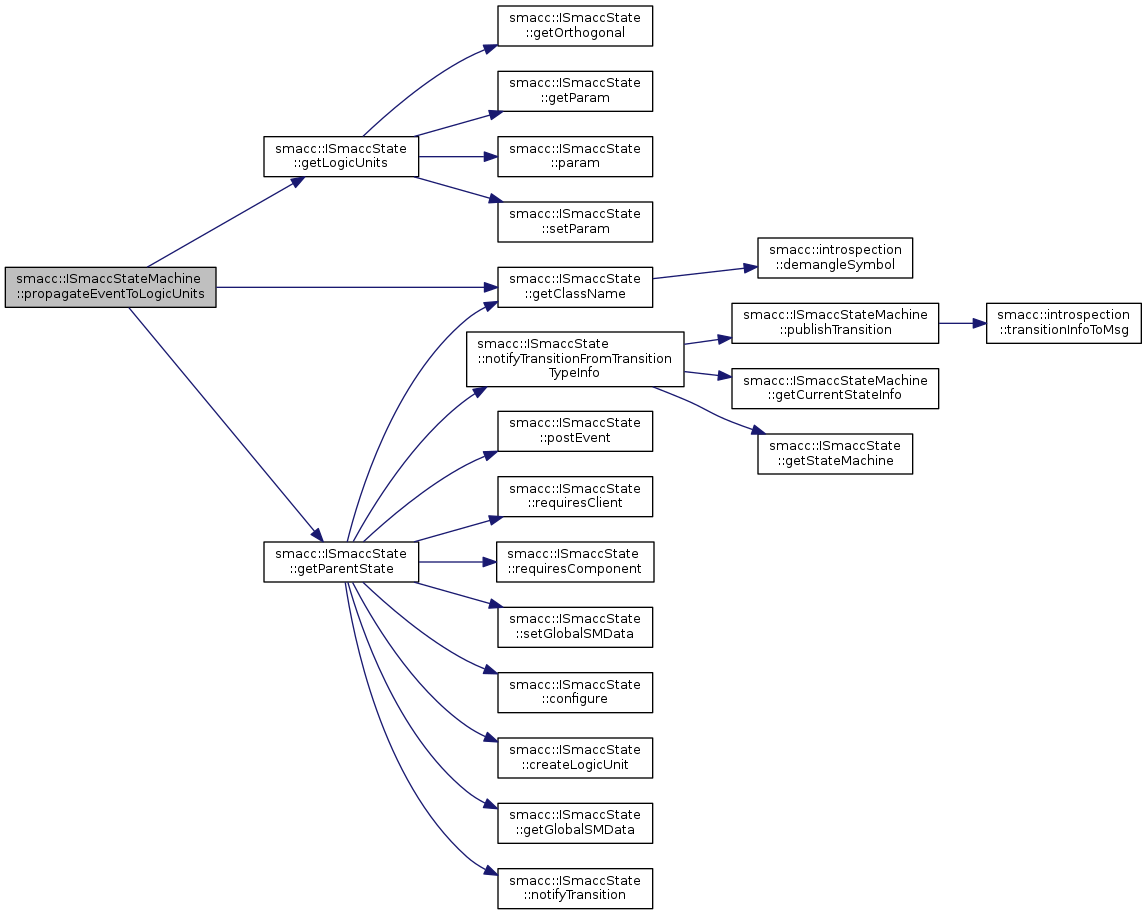 smacc::ISmaccStateMachine
::propagateEventToLogicUnits
smacc::ISmaccState
::getLogicUnits
smacc::ISmaccState
::getOrthogonal
smacc::ISmaccState
::getParam
smacc::ISmaccState
::param
smacc::ISmaccState
::setParam
smacc::ISmaccState
::getClassName
smacc::introspection
::demangleSymbol
smacc::ISmaccState
::getParentState
smacc::ISmaccState
::notifyTransitionFromTransition
TypeInfo
smacc::ISmaccStateMachine
::publishTransition
smacc::introspection
::transitionInfoToMsg
smacc::ISmaccStateMachine
::getCurrentStateInfo
smacc::ISmaccState
::getStateMachine
smacc::ISmaccState
::postEvent
smacc::ISmaccState
::requiresClient
smacc::ISmaccState
::requiresComponent
smacc::ISmaccState
::setGlobalSMData
smacc::ISmaccState
::configure
smacc::ISmaccState
::createLogicUnit
smacc::ISmaccState
::getGlobalSMData
smacc::ISmaccState
::notifyTransition